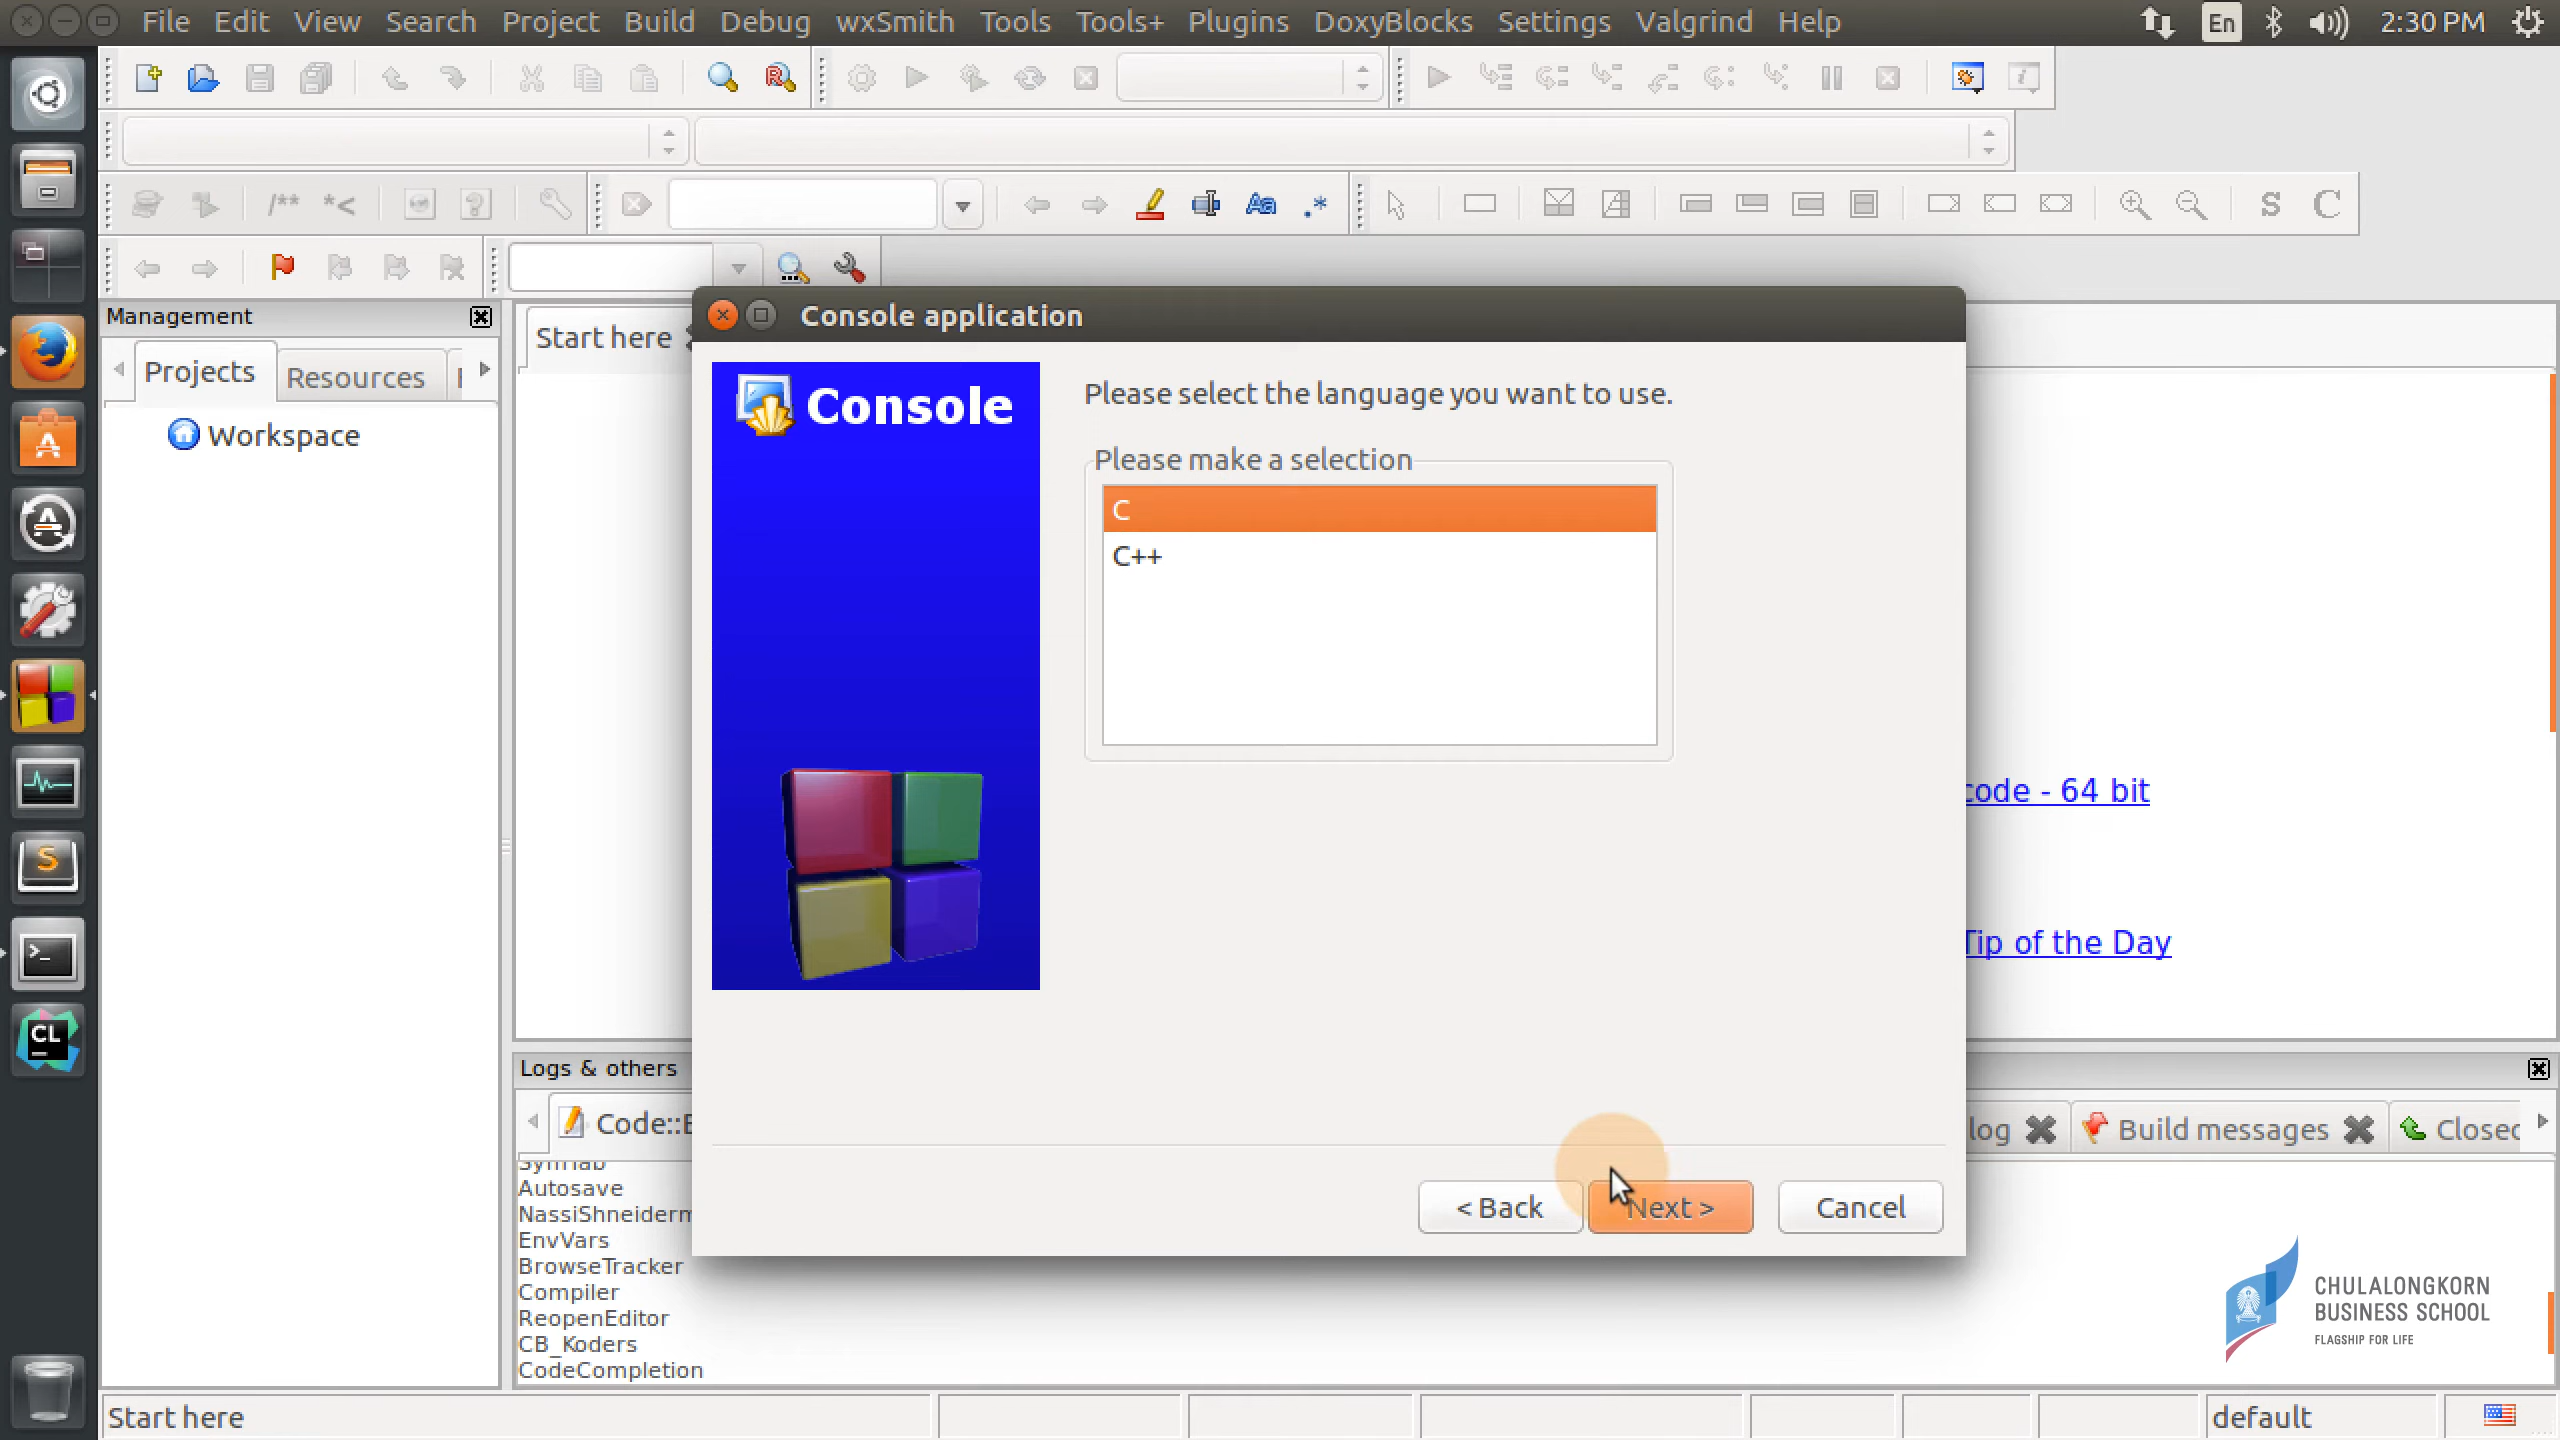 File Edit View Search Project Build Debug wxSmith Tools Tools+ Plugins DoxyBlocks Settings Valgrind Help
En 2:30 PM
/** *<
Aa .*
S C
Management
Projects Resources
Workspace
Start here
Console application
Console
Please select the language you want to use.
Please make a selection
C
C++
code - 64 bit
Tip of the Day
< Back Next > Cancel
Logs & others
Code::B
log Build messages Closed
Autosave
NassiShneiderm
EnvVars
BrowseTracker
Compiler
ReopenEditor
CB_Koders
CodeCompletion
CHULALONGKORN
BUSINESS SCHOOL
FLAGSHIP FOR LIFE
Start here default